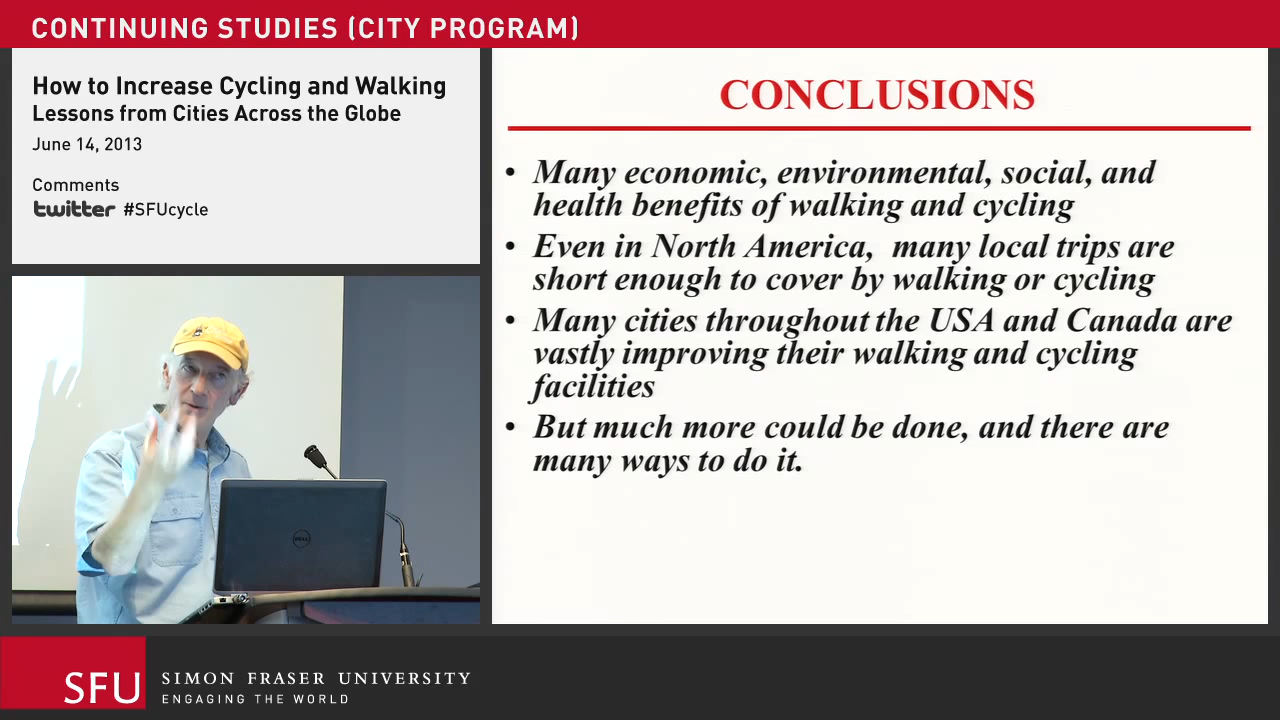 CONTINUING STUDIES (CITY PROGRAM)
How to Increase Cycling and Walking
Lessons from Cities Across the Globe
June 14, 2013
Comments
twitter #SFUcycle
CONCLUSIONS
• Many economic, environmental, social, and
health benefits of walking and cycling
• Even in North America, many local trips are
short enough to cover by walking or cycling
• Many cities throughout the USA and Canada are
vastly improving their walking and cycling
facilities
• But much more could be done, and there are
many ways to do it.
DELL
SFU SIMON FRASER UNIVERSITY
ENGAGING THE WORLD